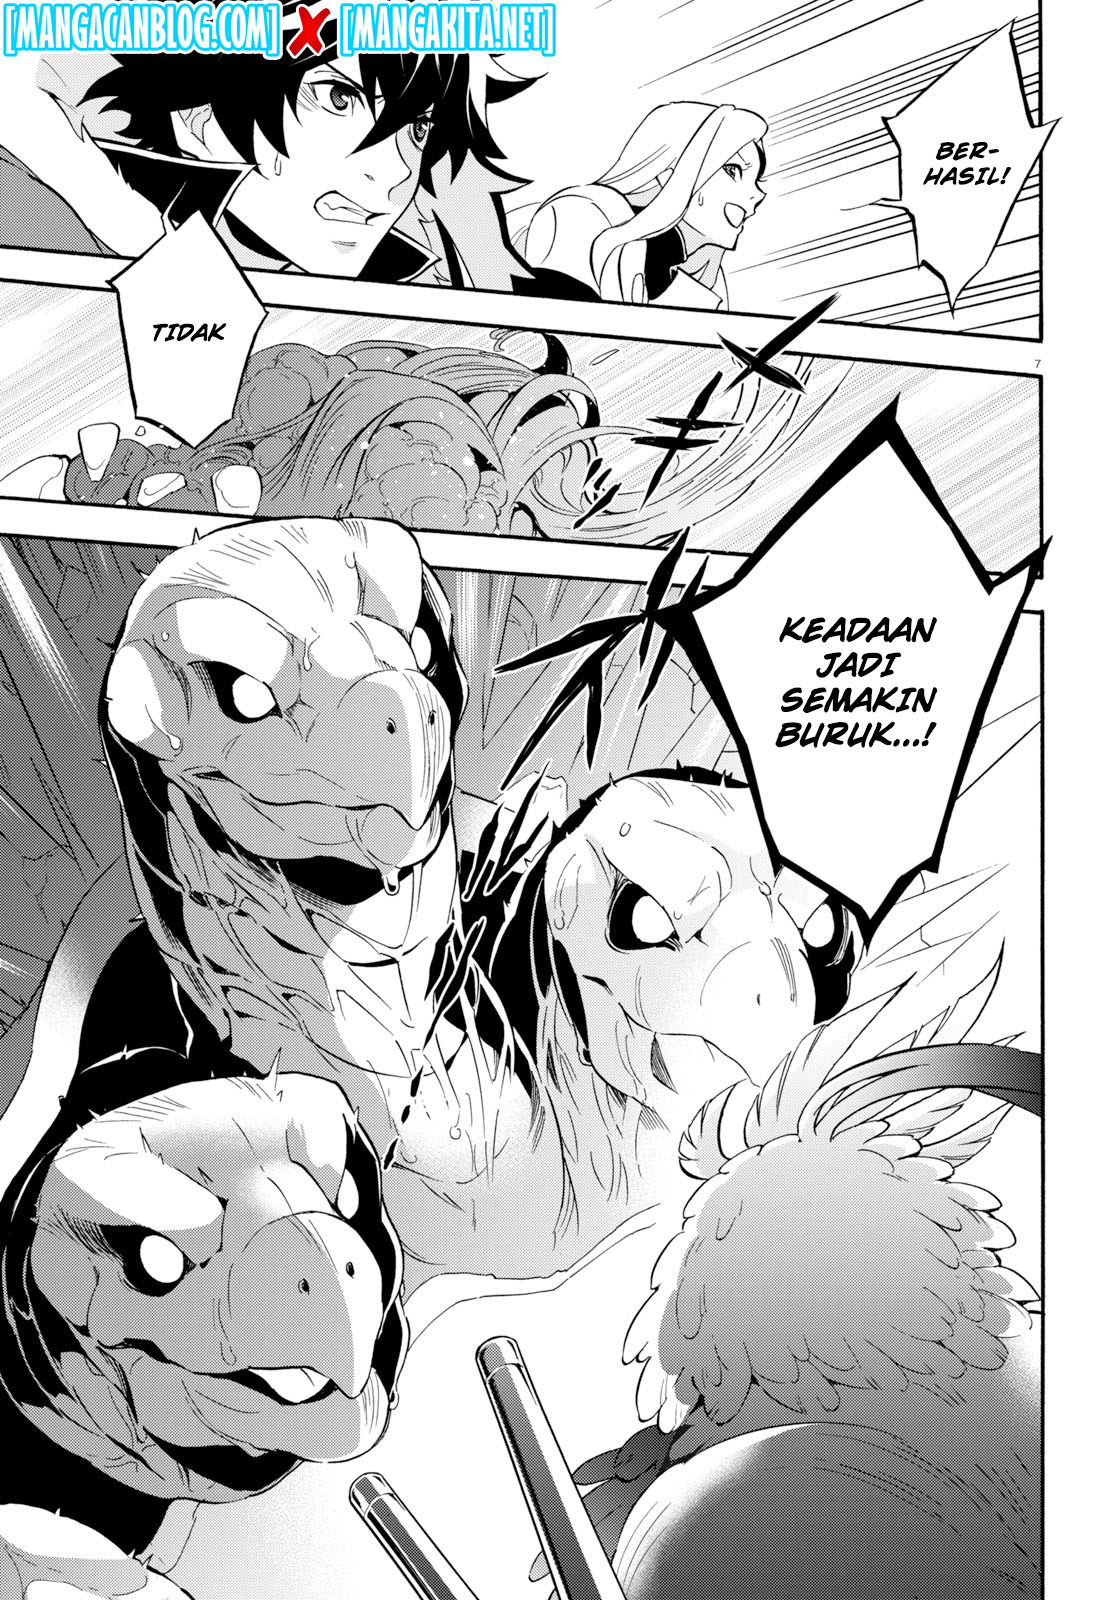 [MANGACANBLOG.COM] X [MANGAKITA.NET]
BER-
HASIL!
TIDAK
7
KEADAAN
JADI
SEMAKIN
BURUK...!